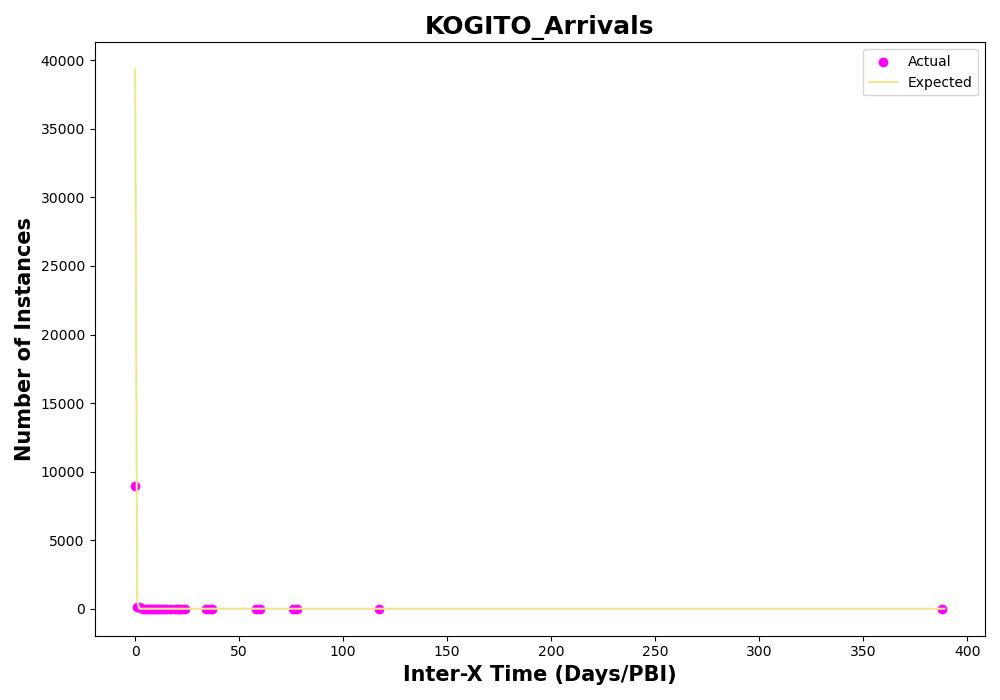 KOGITO_Arrivals
Actual
Expected
Number of Instances
40000
35000
30000
25000
20000
15000
10000
5000
0
0 50 100 150 200 250 300 350 400
Inter-X Time (Days/PBI)